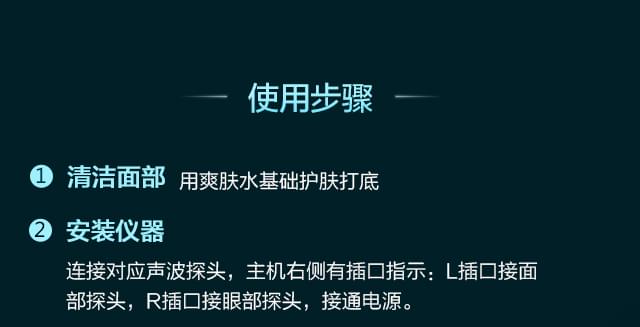 使用步骤
1 清洁面部 用爽肤水基础护肤打底
2 安装仪器
连接对应声波探头，主机右侧有插口指示：L插口接面
部探头，R插口接眼部探头，接通电源。